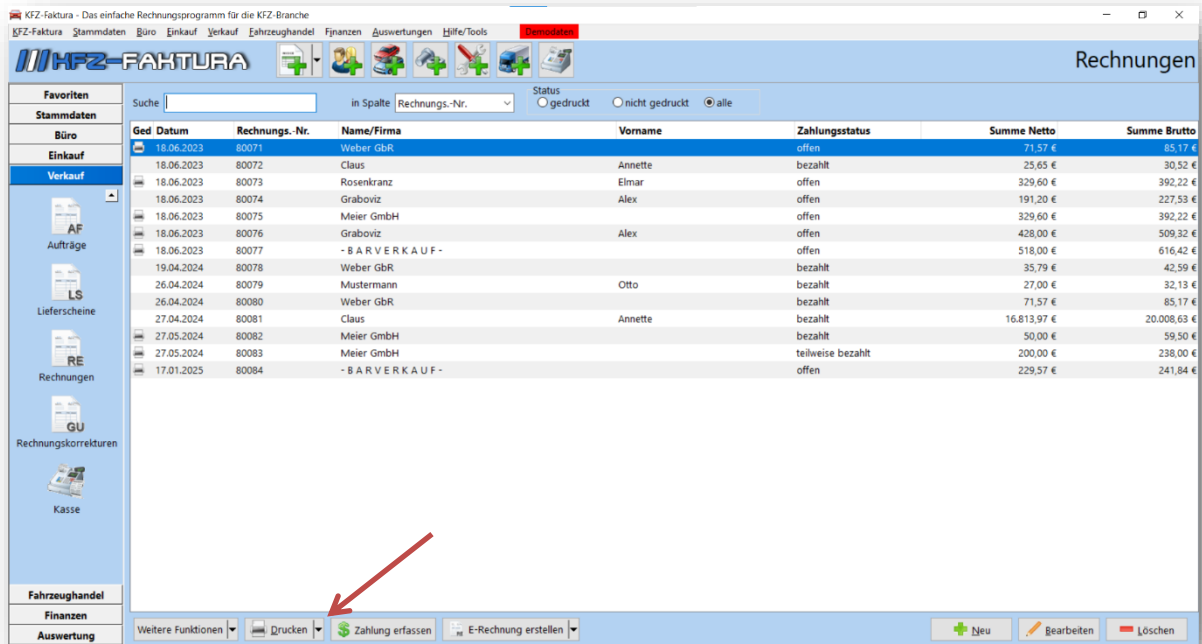 KFZ-Faktura - Das einfache Rechnungsprogramm für die KFZ-Branche
KFZ-Faktura Stammdaten Büro Einkauf Verkauf Fahrzeughandel Finanzen Auswertungen Hilfe/Tools Demodaten
KFZ-FAKTURA Rechnungen
Favoriten
Stammdaten
Büro
Einkauf
Verkauf
AF
Aufträge
LS
Lieferscheine
RE
Rechnungen
GU
Rechnungskorrekturen
Kasse
Fahrzeughandel
Finanzen
Auswertung
Suche in Spalte Rechnungs.-Nr. Status gedruckt nicht gedruckt alle
Ged Datum Rechnungs.-Nr. Name/Firma Vorname Zahlungsstatus Summe Netto Summe Brutto
18.06.2023 80071 Weber GbR offen 71,57 € 85,17 €
18.06.2023 80072 Claus Annette bezahlt 25,65 € 30,52 €
18.06.2023 80073 Rosenkranz Elmar offen 329,60 € 392,22 €
18.06.2023 80074 Graboviz Alex offen 191,20 € 227,53 €
18.06.2023 80075 Meier GmbH offen 329,60 € 392,22 €
18.06.2023 80076 Graboviz Alex offen 428,00 € 509,32 €
18.06.2023 80077 - B A R V E R K A U F - offen 518,00 € 616,42 €
19.04.2024 80078 Weber GbR bezahlt 35,79 € 42,59 €
26.04.2024 80079 Mustermann Otto bezahlt 27,00 € 32,13 €
26.04.2024 80080 Weber GbR bezahlt 71,57 € 85,17 €
27.04.2024 80081 Claus Annette bezahlt 16.813,97 € 20.008,63 €
27.05.2024 80082 Meier GmbH bezahlt 50,00 € 59,50 €
27.05.2024 80083 Meier GmbH teilweise bezahlt 200,00 € 238,00 €
17.01.2025 80084 - B A R V E R K A U F - offen 229,57 € 241,84 €
Weitere Funktionen Drucken Zahlung erfassen E-Rechnung erstellen Neu Bearbeiten Löschen